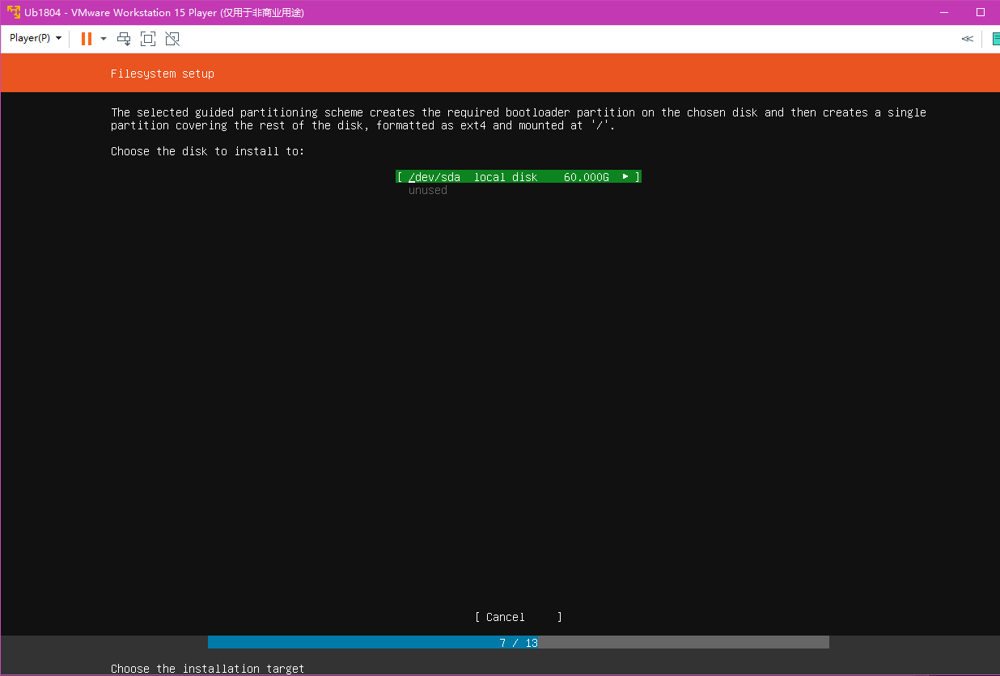 Ub1804 - VMware Workstation 15 Player (仅用于非商业用途)
Player(P)
Filesystem setup
The selected guided partitioning scheme creates the required bootloader partition on the chosen disk and then creates a single
partition covering the rest of the disk, formatted as ext4 and mounted at '/'.
Choose the disk to install to:
[ /dev/sda  local disk    60.000G  ▸ ]
unused
[ Cancel     ]
7 / 13
Choose the installation target